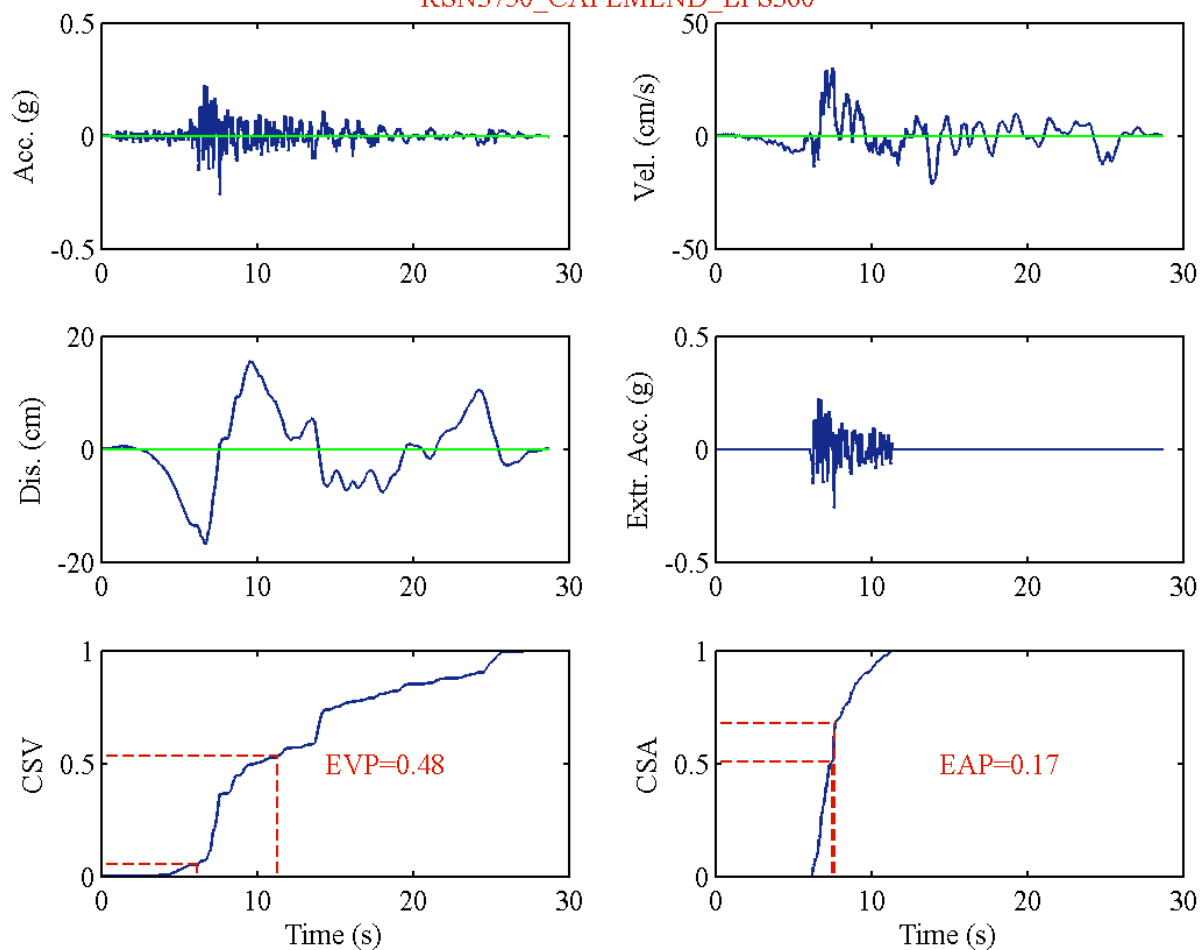 RSN3750_CAPEMEND_LFS360
0.5
0
-0.5
Acc. (g)
0 10 20 30
50
0
-50
Vel. (cm/s)
0 10 20 30
20
0
-20
Dis. (cm)
0 10 20 30
0.5
0
-0.5
Extr. Acc. (g)
0 10 20 30
1
0.5
0
CSV
EVP=0.48
0 10 20 30
Time (s)
1
0.5
0
CSA
EAP=0.17
0 10 20 30
Time (s)